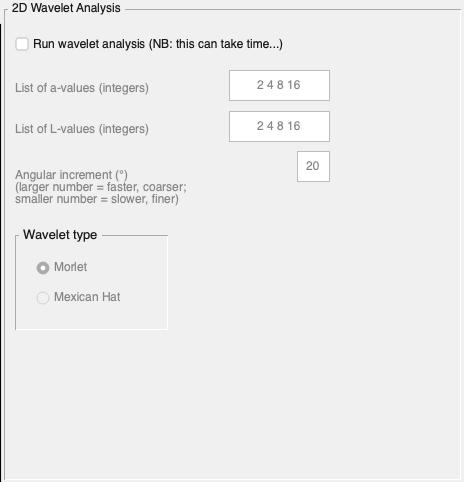 2D Wavelet Analysis
Run wavelet analysis (NB: this can take time...)
List of a-values (integers)
2 4 8 16
List of L-values (integers)
2 4 8 16
20
Angular increment (°)
(larger number = faster, coarser;
smaller number = slower, finer)
Wavelet type
Morlet
Mexican Hat